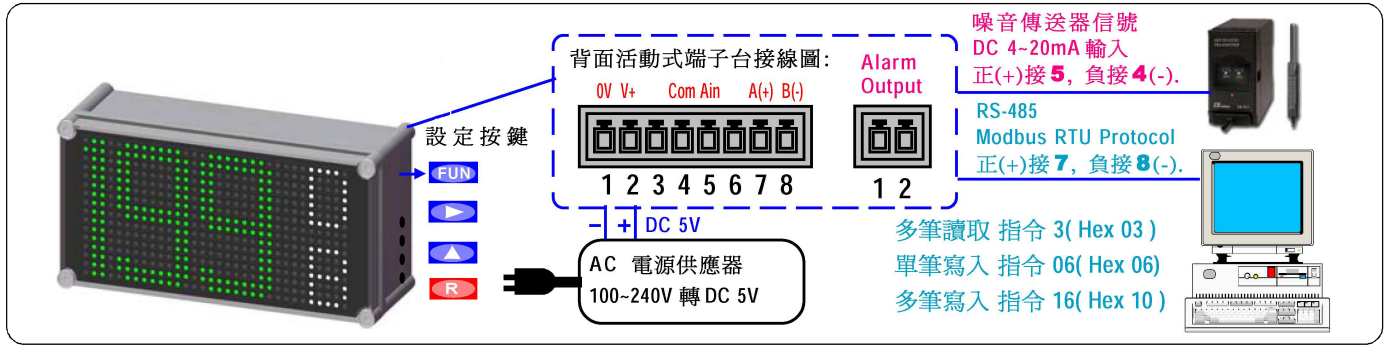 設定按鍵
FUN
R
背面活動式端子台接線圖:
0V V+ Com Ain A(+) B(-)
1 2 3 4 5 6 7 8
Alarm
Output
1 2
− + DC 5V
AC 電源供應器
100~240V 轉 DC 5V
噪音傳送器信號
DC 4~20mA 輸入
正(+)接5, 負接4(-).
RS-485
Modbus RTU Protocol
正(+)接7, 負接8(-).
多筆讀取 指令 3( Hex 03 )
單筆寫入 指令 06( Hex 06)
多筆寫入 指令 16( Hex 10 )